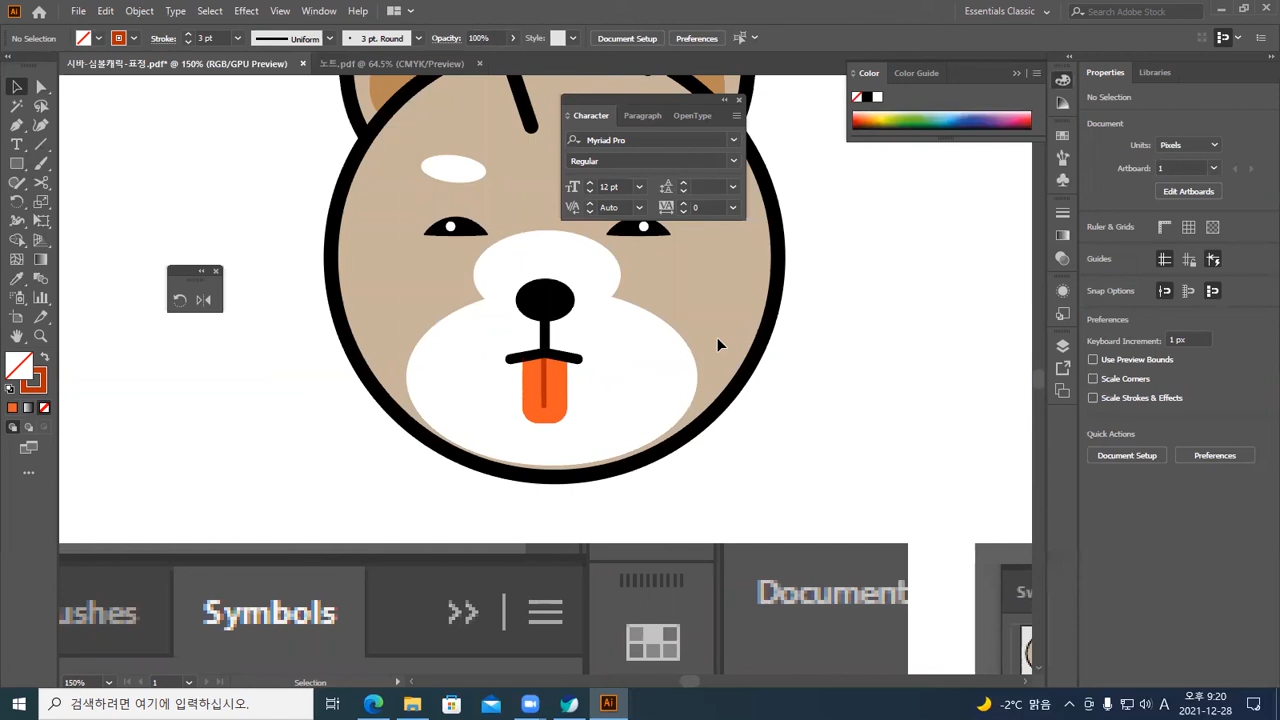 Ai File Edit Object Type Select Effect View Window Help Essentials Classic Search Adobe Stock
No Selection Stroke: 3 pt Uniform 3 pt. Round Opacity: 100% Style: Document Setup Preferences
시바-심볼캐릭-표정.pdf* @ 150% (RGB/GPU Preview) × 노트.pdf @ 64.5% (CMYK/Preview) ×
Color Color Guide
Properties Libraries
No Selection
Document
Units: Pixels
Artboard: 1
Edit Artboards
Ruler & Grids
Guides
Snap Options
Preferences
Keyboard Increment: 1 px
Use Preview Bounds
Scale Corners
Scale Strokes & Effects
Quick Actions
Document Setup Preferences
Character Paragraph OpenType
Myriad Pro
Regular
12 pt
Auto 0
ushes Symbols Document Sw
150% 1 Selection
검색하려면 여기에 입력하십시오.
Ai
-2°C 맑음 A 오후 9:20
2021-12-28